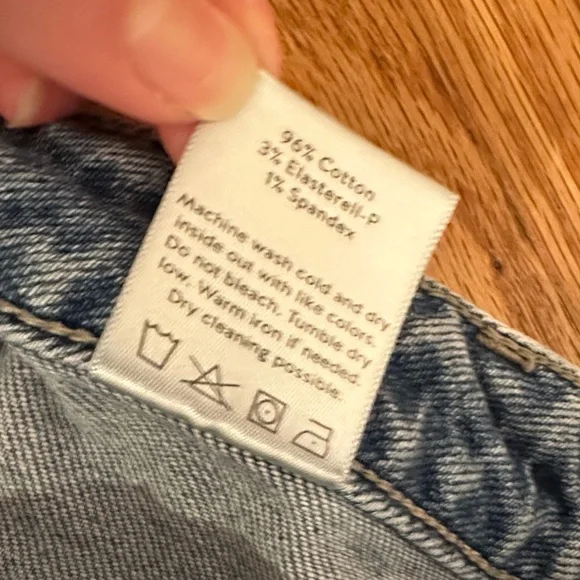 96% Cotton
3% Elasterell-P
1% Spandex
Machine wash cold and dry
inside out with like colors.
Do not bleach. Tumble dry
low. Warm iron if needed.
Dry cleaning possible.